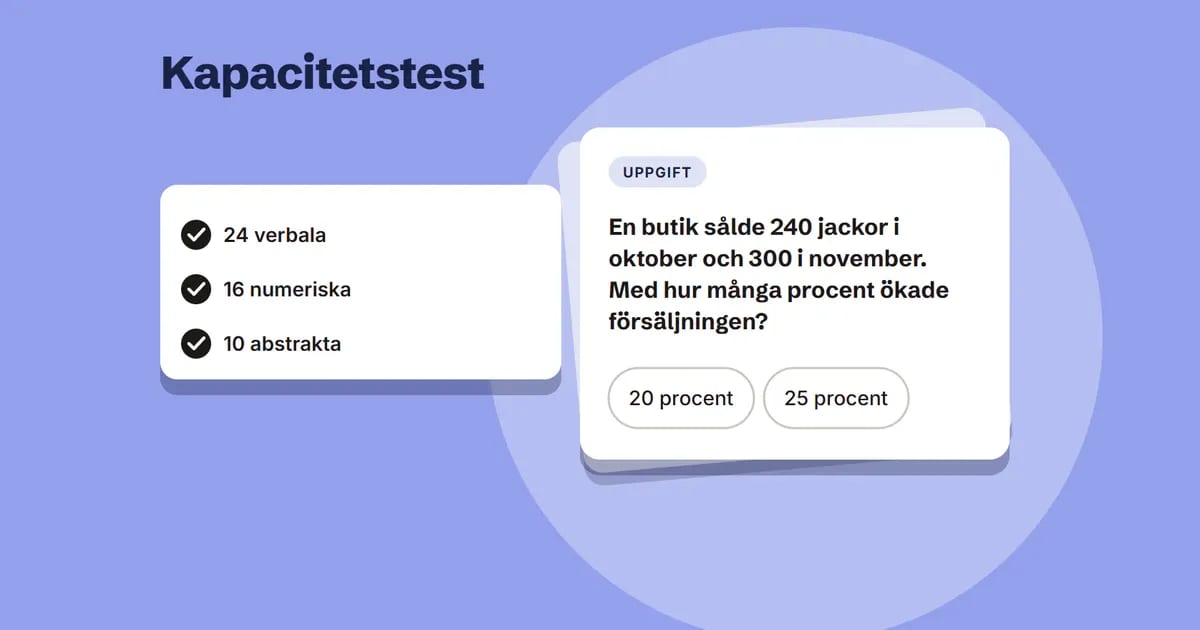 Kapacitetstest
24 verbala
16 numeriska
10 abstrakta
UPPGIFT
En butik sålde 240 jackor i
oktober och 300 i november.
Med hur många procent ökade
försäljningen?
20 procent
25 procent